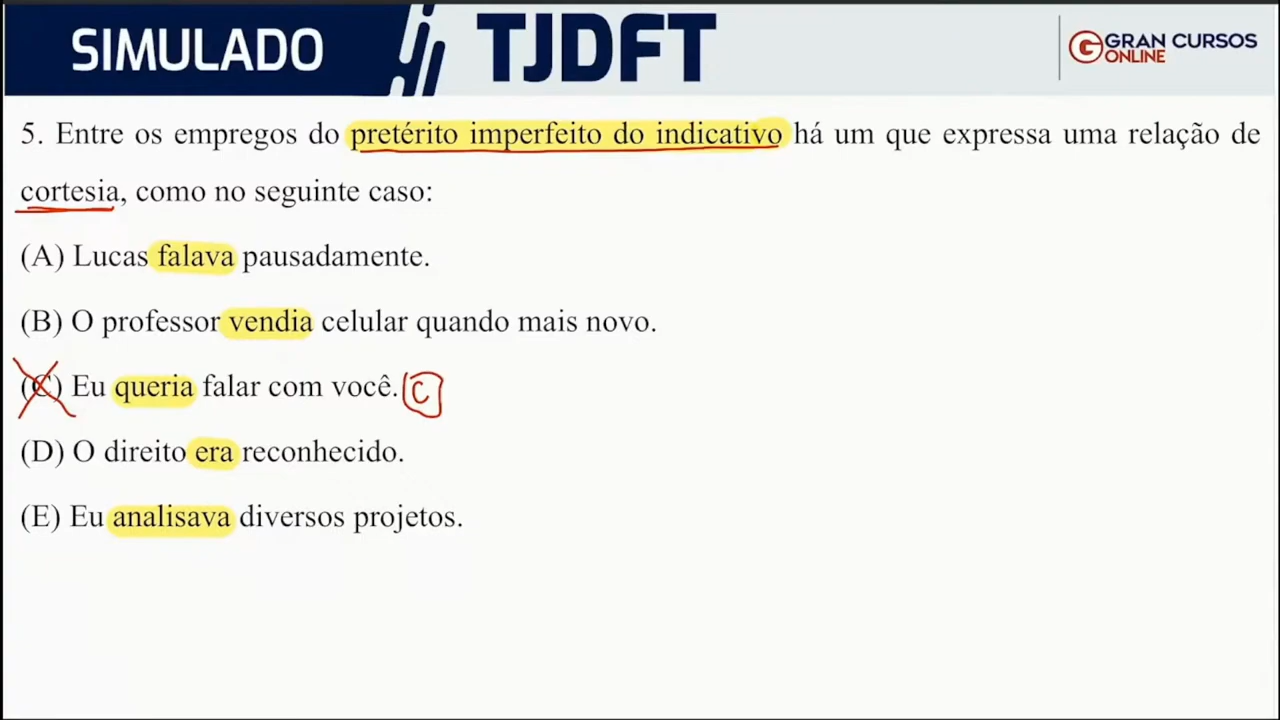 SIMULADO TJDFT GRAN CURSOS
ONLINE
5. Entre os empregos do pretérito imperfeito do indicativo há um que expressa uma relação de
cortesia, como no seguinte caso:
(A) Lucas falava pausadamente.
(B) O professor vendia celular quando mais novo.
(C) Eu queria falar com você. C
(D) O direito era reconhecido.
(E) Eu analisava diversos projetos.